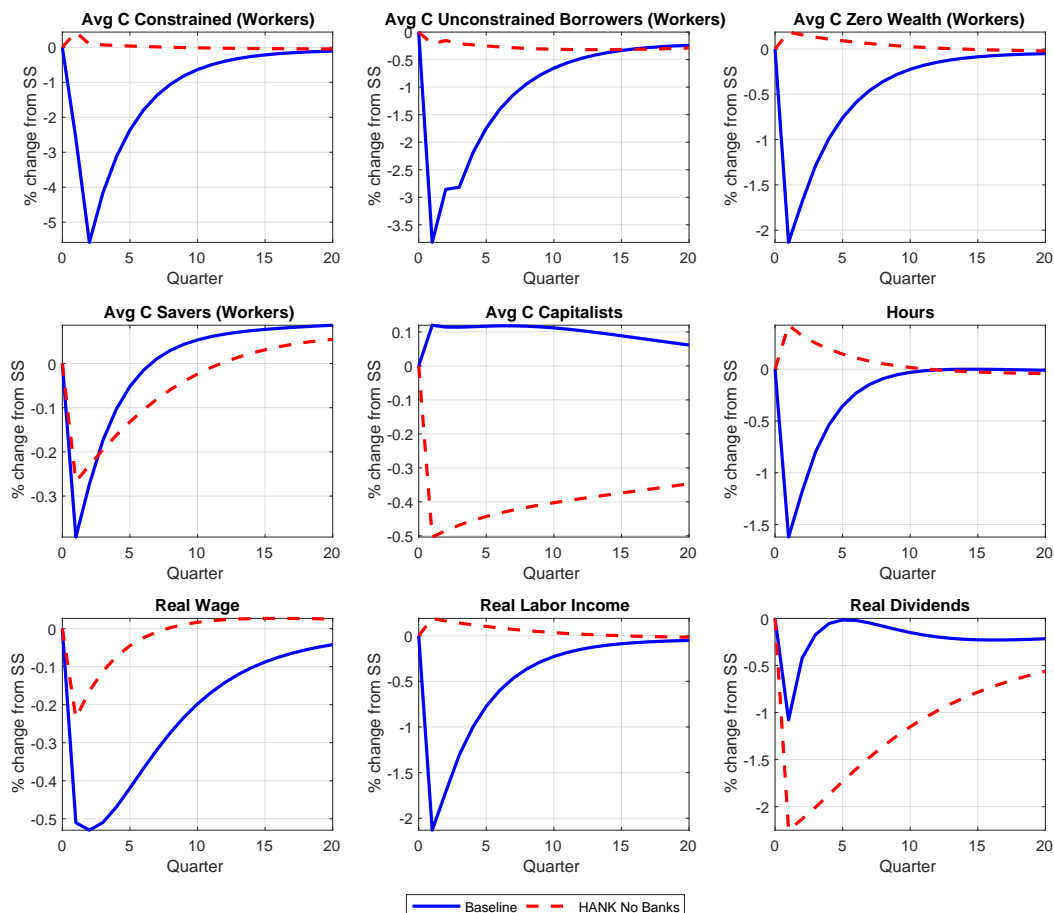 Avg C Constrained (Workers)
% change from SS
0
-1
-2
-3
-4
-5
0 5 10 15 20
Quarter
Avg C Unconstrained Borrowers (Workers)
% change from SS
0
-0.5
-1
-1.5
-2
-2.5
-3
-3.5
0 5 10 15 20
Quarter
Avg C Zero Wealth (Workers)
% change from SS
0
-0.5
-1
-1.5
-2
0 5 10 15 20
Quarter
Avg C Savers (Workers)
% change from SS
0
-0.1
-0.2
-0.3
0 5 10 15 20
Quarter
Avg C Capitalists
% change from SS
0.1
0
-0.1
-0.2
-0.3
-0.4
-0.5
0 5 10 15 20
Quarter
Hours
% change from SS
0
-0.5
-1
-1.5
0 5 10 15 20
Quarter
Real Wage
% change from SS
0
-0.1
-0.2
-0.3
-0.4
-0.5
0 5 10 15 20
Quarter
Real Labor Income
% change from SS
0
-0.5
-1
-1.5
-2
0 5 10 15 20
Quarter
Real Dividends
% change from SS
0
-0.5
-1
-1.5
-2
0 5 10 15 20
Quarter
Baseline HANK No Banks